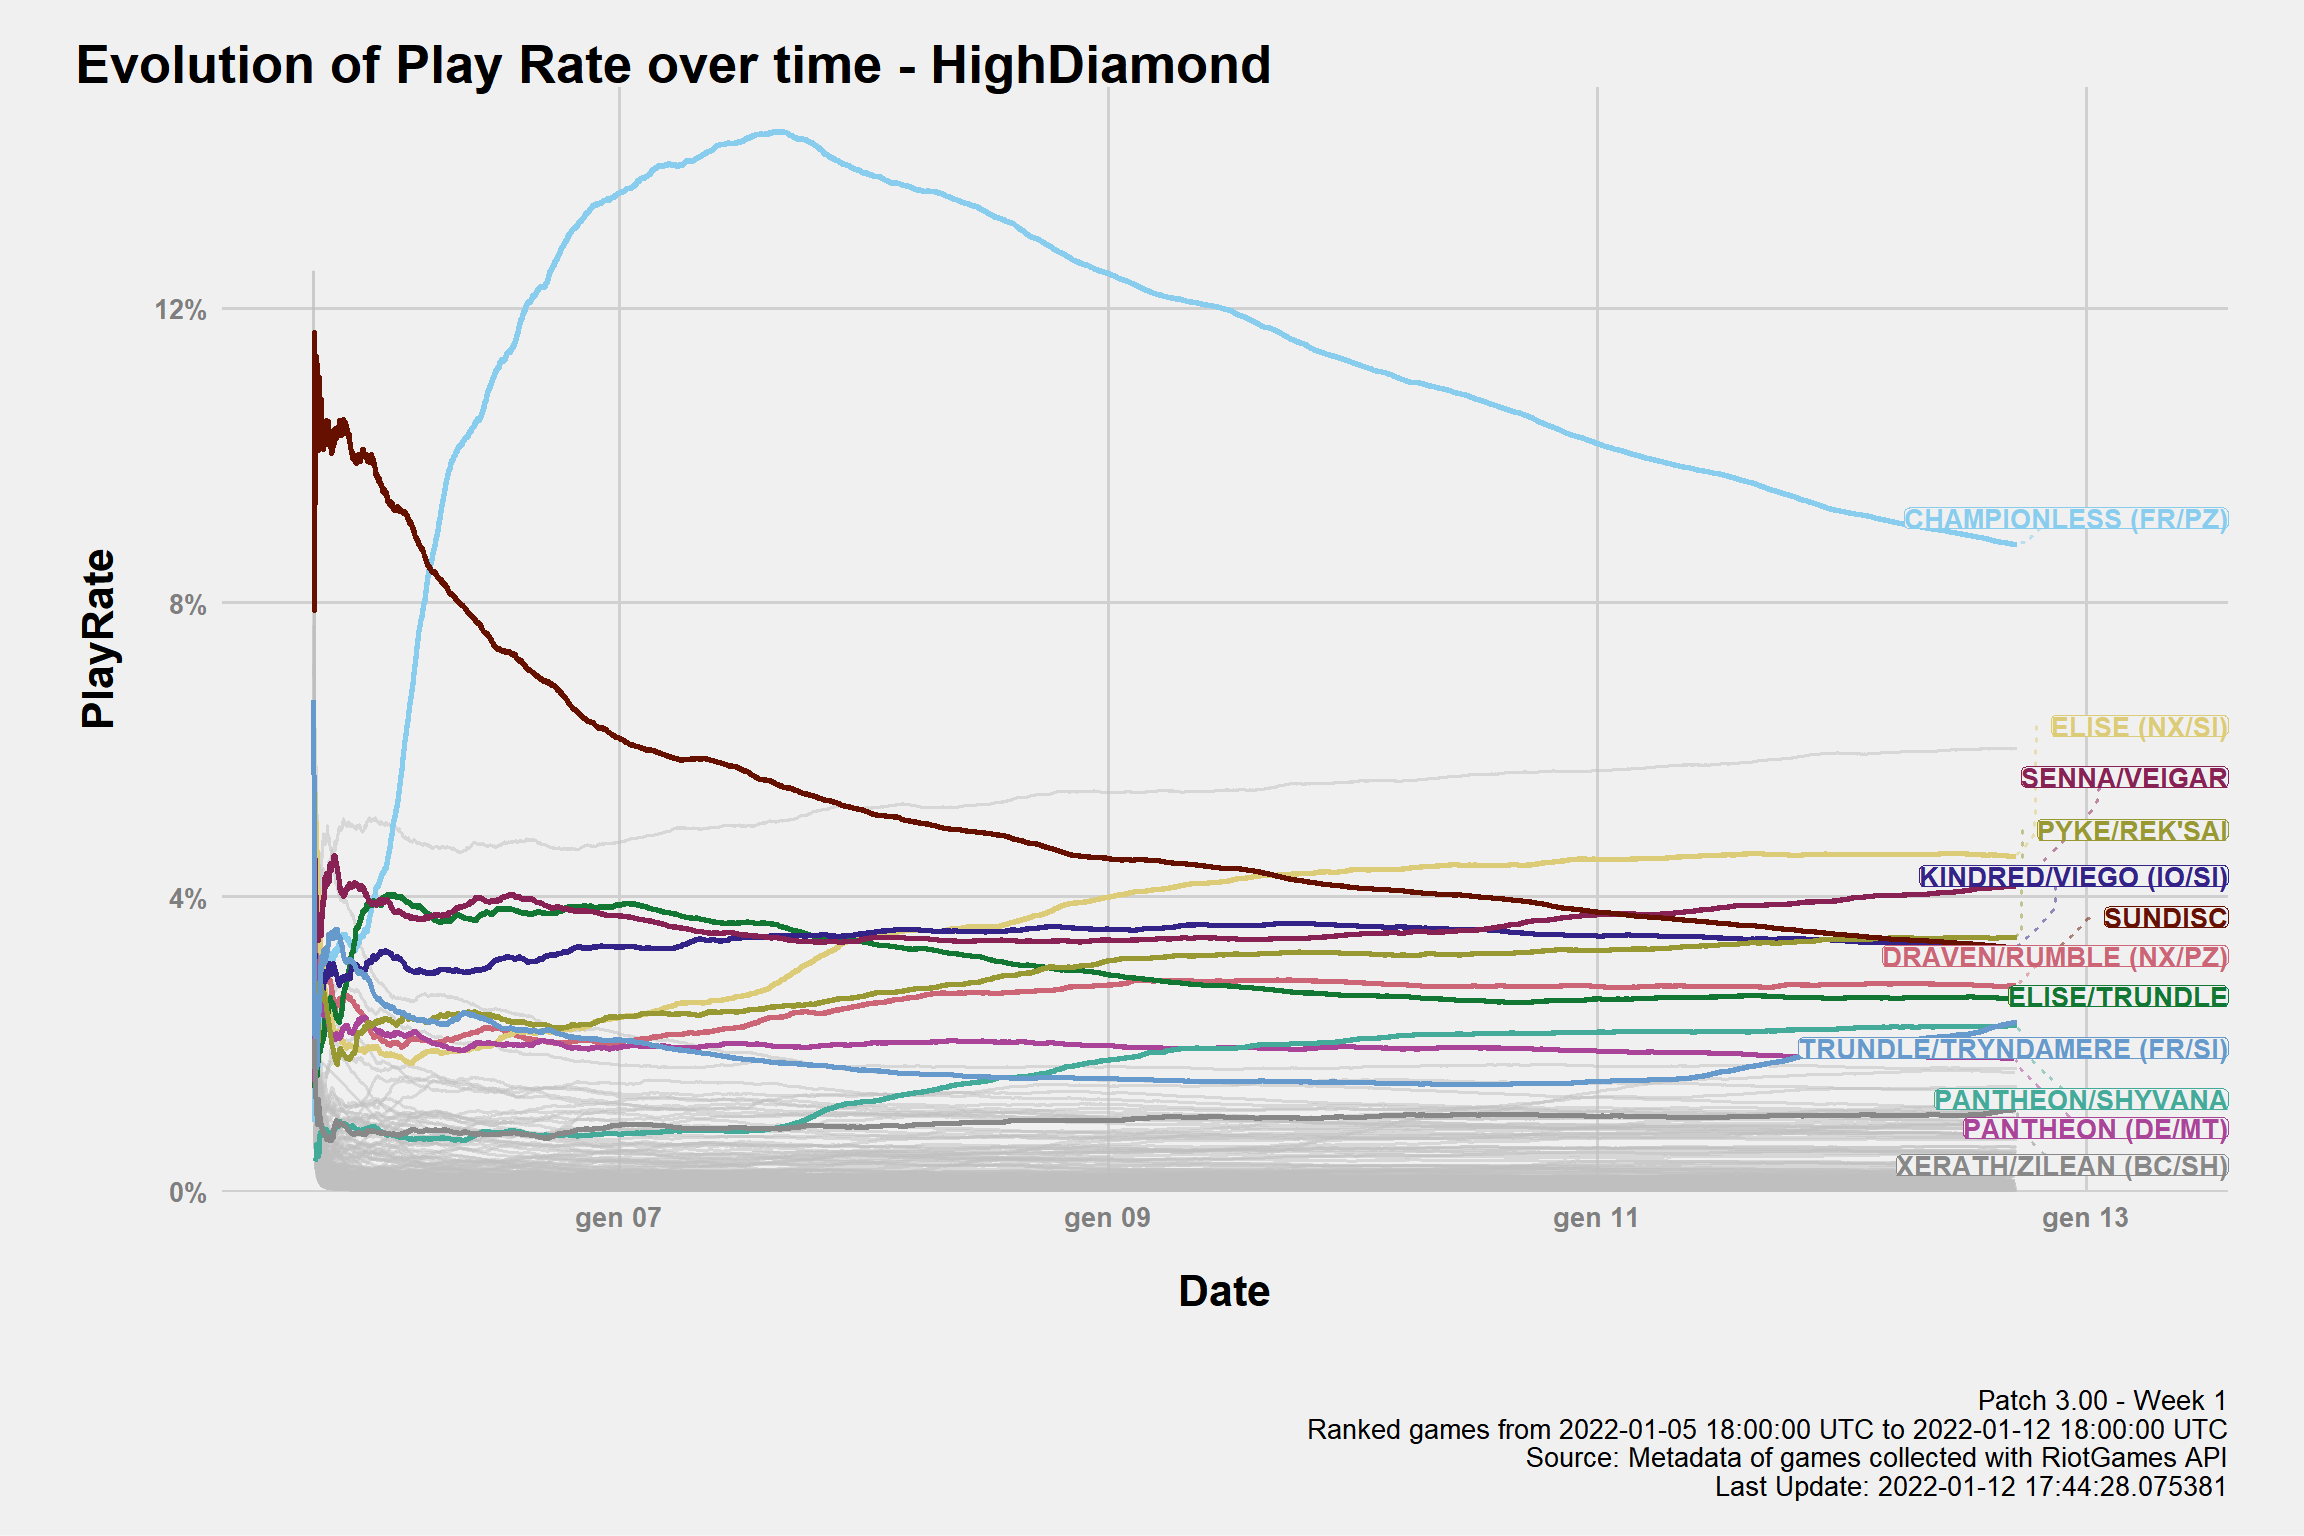 Evolution of Play Rate over time - HighDiamond
PlayRate
12%
8%
4%
0%
CHAMPIONLESS (FR/PZ)
ELISE (NX/SI)
SENNA/VEIGAR
PYKE/REK'SAI
KINDRED/VIEGO (IO/SI)
SUNDISC
DRAVEN/RUMBLE (NX/PZ)
ELISE/TRUNDLE
TRUNDLE/TRYNDAMERE (FR/SI)
PANTHEON/SHYVANA
PANTHEON (DE/MT)
XERATH/ZILEAN (BC/SH)
gen 07
gen 09
gen 11
gen 13
Date
Patch 3.00 - Week 1
Ranked games from 2022-01-05 18:00:00 UTC to 2022-01-12 18:00:00 UTC
Source: Metadata of games collected with RiotGames API
Last Update: 2022-01-12 17:44:28.075381